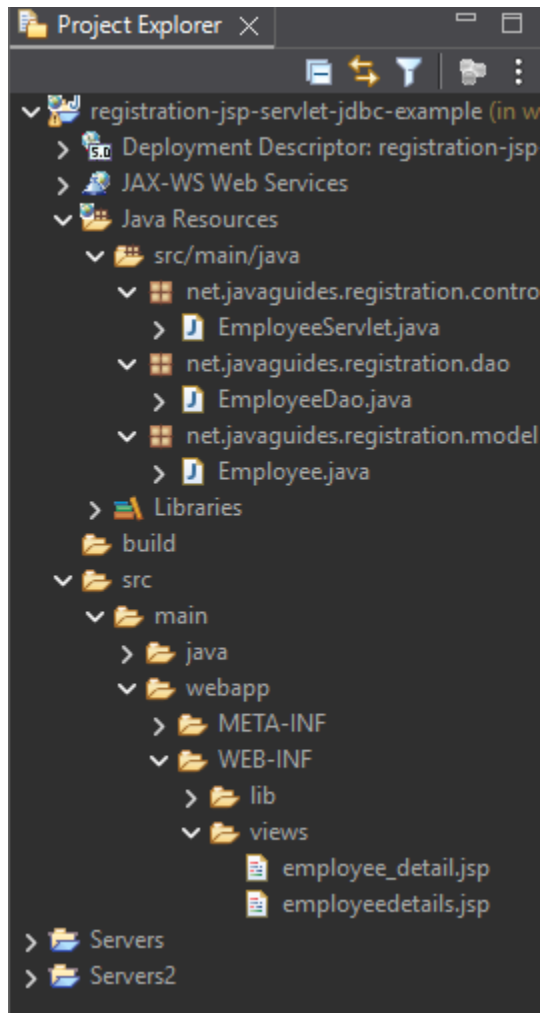 Project Explorer
registration-jsp-servlet-jdbc-example (in w
5.0 Deployment Descriptor: registration-jsp
JAX-WS Web Services
Java Resources
src/main/java
net.javaguides.registration.contro
J EmployeeServlet.java
net.javaguides.registration.dao
J EmployeeDao.java
net.javaguides.registration.model
J Employee.java
Libraries
build
src
main
java
webapp
META-INF
WEB-INF
lib
views
employee_detail.jsp
employeedetails.jsp
Servers
Servers2